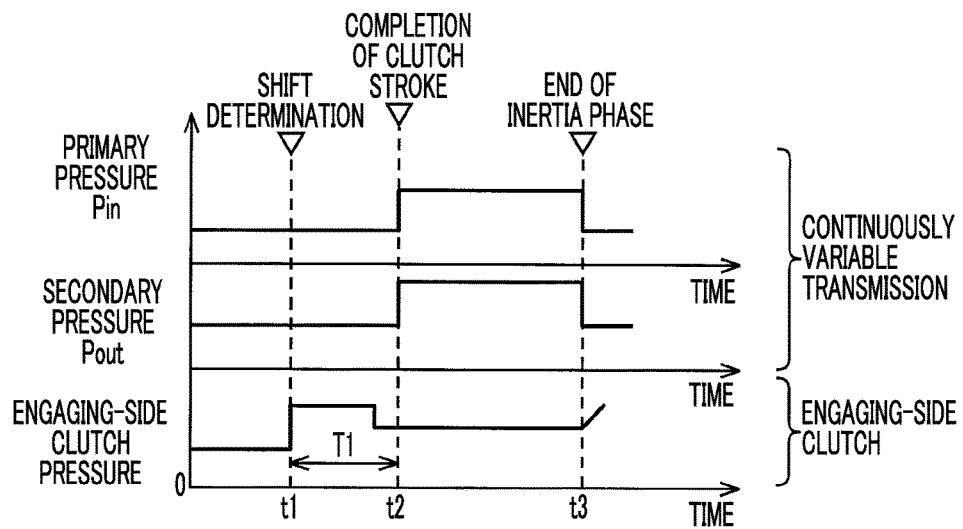 COMPLETION
OF CLUTCH
STROKE
SHIFT
DETERMINATION
END OF
INERTIA PHASE
PRIMARY
PRESSURE
Pin
TIME
SECONDARY
PRESSURE
Pout
TIME
CONTINUOUSLY
VARIABLE
TRANSMISSION
ENGAGING-SIDE
CLUTCH
PRESSURE
T1
0
t1
t2
t3
TIME
ENGAGING-SIDE
CLUTCH